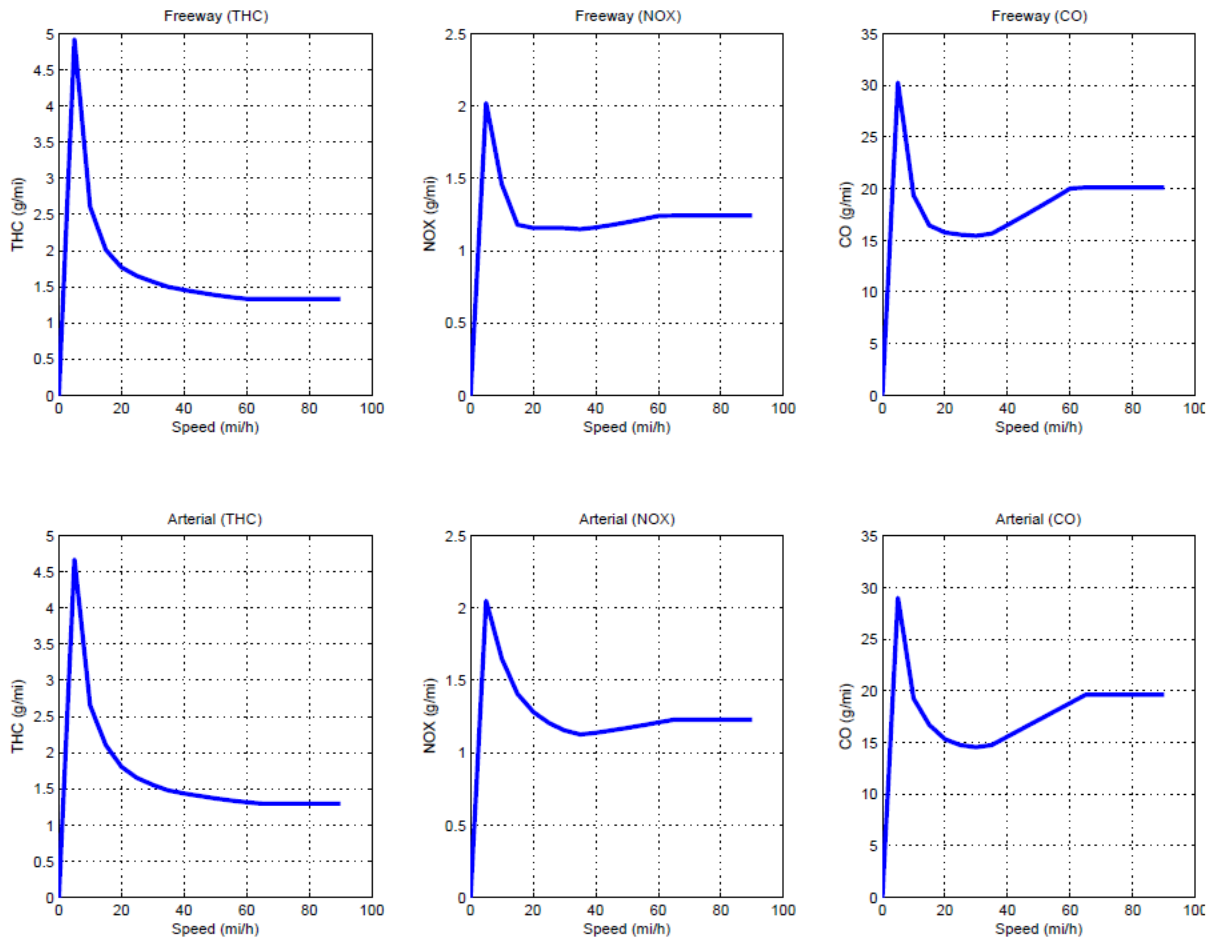 Freeway (THC)
5
4.5
4
3.5
3
2.5
2
1.5
1
0.5
0
THC (g/mi)
0 20 40 60 80 100
Speed (mi/h)
Freeway (NOX)
2.5
2
1.5
1
0.5
0
NOX (g/mi)
0 20 40 60 80 100
Speed (mi/h)
Freeway (CO)
35
30
25
20
15
10
5
0
CO (g/mi)
0 20 40 60 80 100
Speed (mi/h)
Arterial (THC)
5
4.5
4
3.5
3
2.5
2
1.5
1
0.5
0
THC (g/mi)
0 20 40 60 80 100
Speed (mi/h)
Arterial (NOX)
2.5
2
1.5
1
0.5
0
NOX (g/mi)
0 20 40 60 80 100
Speed (mi/h)
Arterial (CO)
35
30
25
20
15
10
5
0
CO (g/mi)
0 20 40 60 80 100
Speed (mi/h)